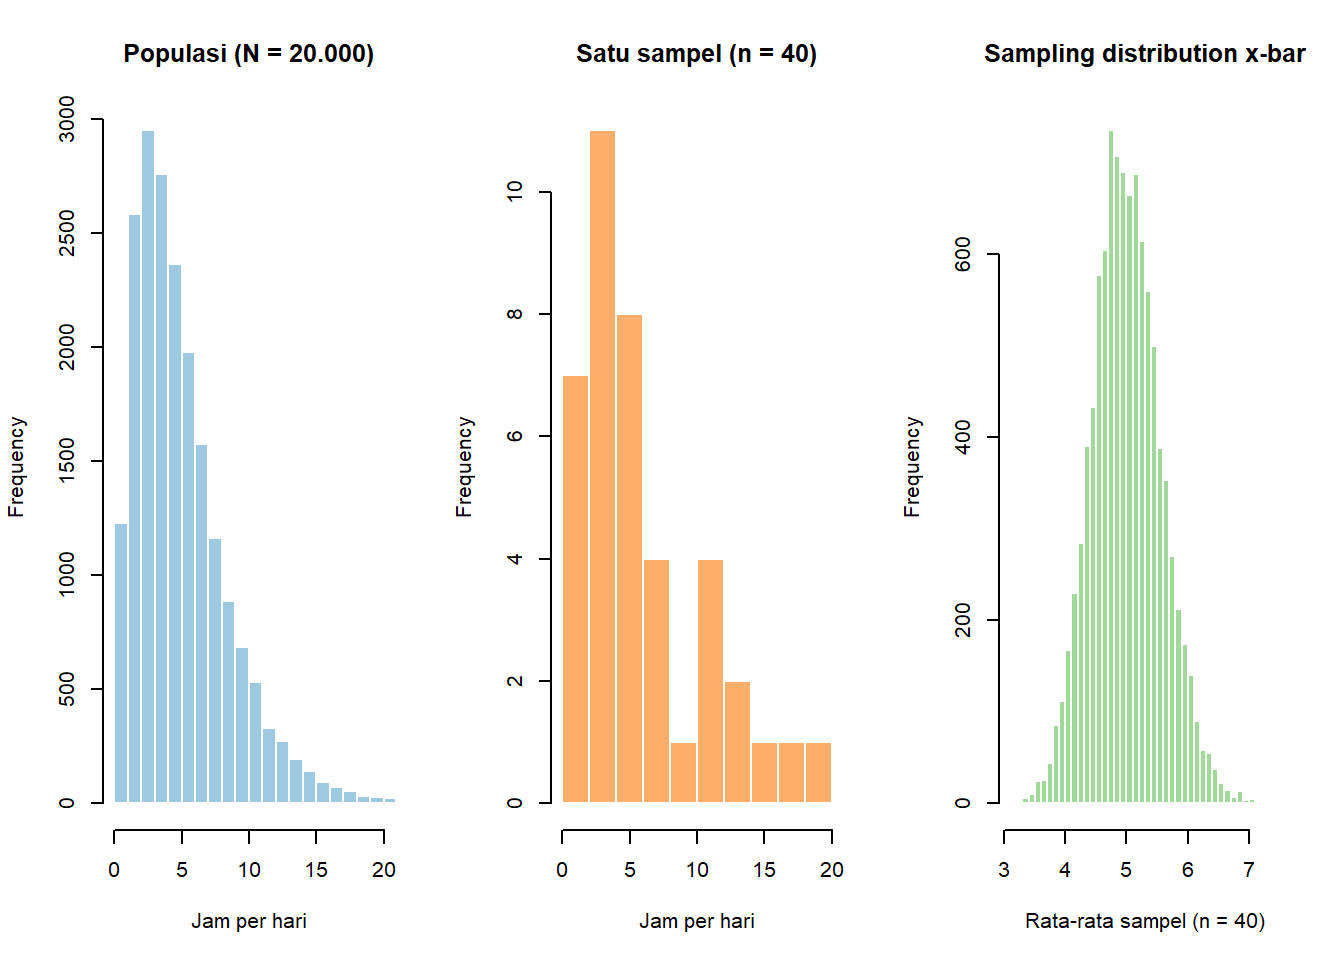 Populasi (N = 20.000)
Frequency
3000
2500
2000
1500
1000
500
0
0 5 10 15 20
Jam per hari
Satu sampel (n = 40)
Frequency
10
8
6
4
2
0
0 5 10 15 20
Jam per hari
Sampling distribution x-bar
Frequency
600
400
200
0
3 4 5 6 7
Rata-rata sampel (n = 40)